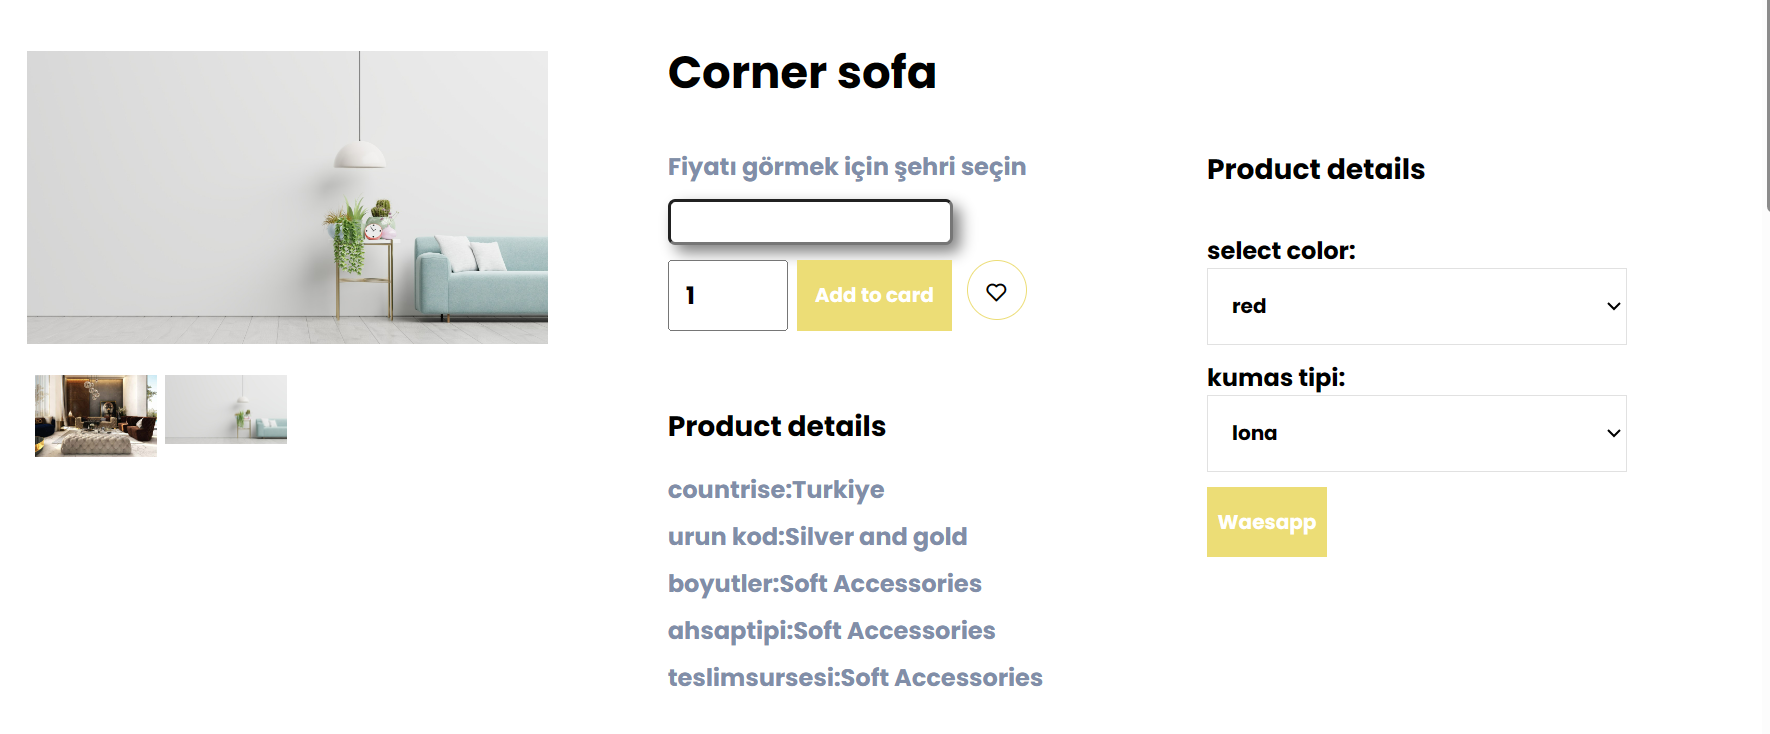 Corner sofa
Fiyatı görmek için şehri seçin
1
Add to card
Product details
countrise:Turkiye
urun kod:Silver and gold
boyutler:Soft Accessories
ahsaptipi:Soft Accessories
teslimsursesi:Soft Accessories
Product details
select color:
red
kumas tipi:
lona
Waesapp